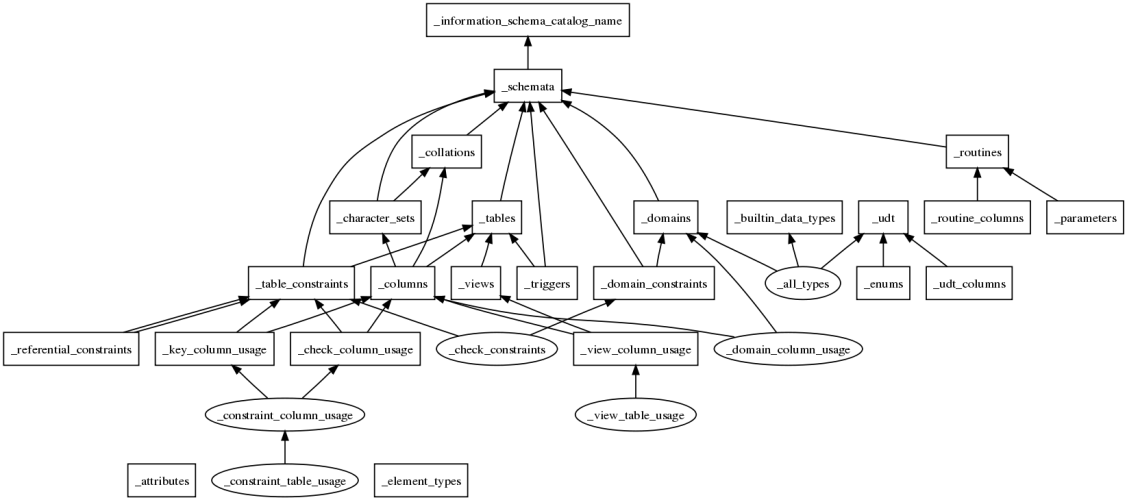 _information_schema_catalog_name
_schemata
_collations
_routines
_character_sets
_tables
_domains
_builtin_data_types
_udt
_routine_columns
_parameters
_table_constraints
_columns
_views
_triggers
_domain_constraints
_all_types
_enums
_udt_columns
_referential_constraints
_key_column_usage
_check_column_usage
_check_constraints
_view_column_usage
_domain_column_usage
_constraint_column_usage
_view_table_usage
_attributes
_constraint_table_usage
_element_types